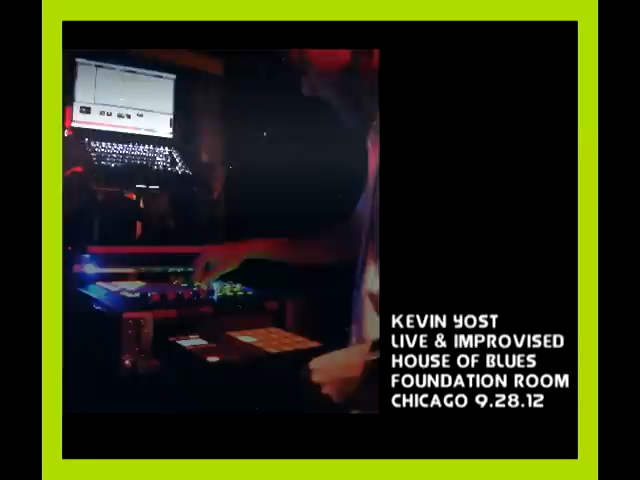 KEVIN YOST
LIVE & IMPROVISED
HOUSE OF BLUES
FOUNDATION ROOM
CHICAGO 9.28.12